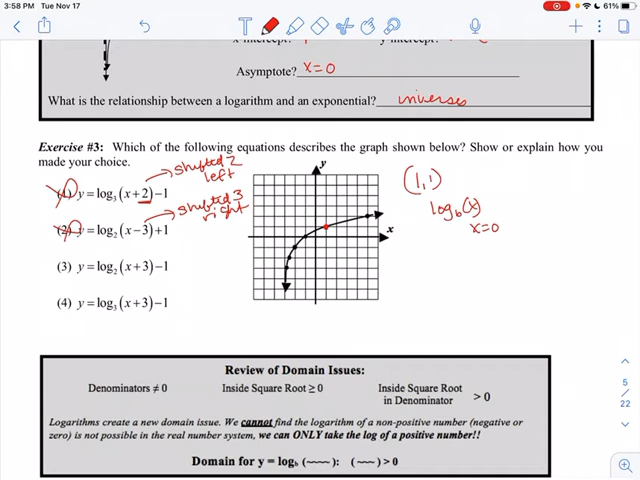 3:58 PM Tue Nov 17
61%
Asymptote? x=0
What is the relationship between a logarithm and an exponential? inverses
Exercise #3: Which of the following equations describes the graph shown below? Show or explain how you
made your choice.
shifted 2
left
(1) y = log₃(x+2)−1
shifted 3
right
(2) y = log₂(x−3)+1
(3) y = log₂(x+3)−1
(4) y = log₃(x+3)−1
y
x
(1,1)
log_b(x)
x=0
Review of Domain Issues:
Denominators ≠ 0
Inside Square Root ≥ 0
Inside Square Root
in Denominator > 0
Logarithms create a new domain issue. We cannot find the logarithm of a non-positive number (negative or
zero) is not possible in the real number system, we can ONLY take the log of a positive number!!
Domain for y = log_b (~~~): (~~) > 0
5
/
22